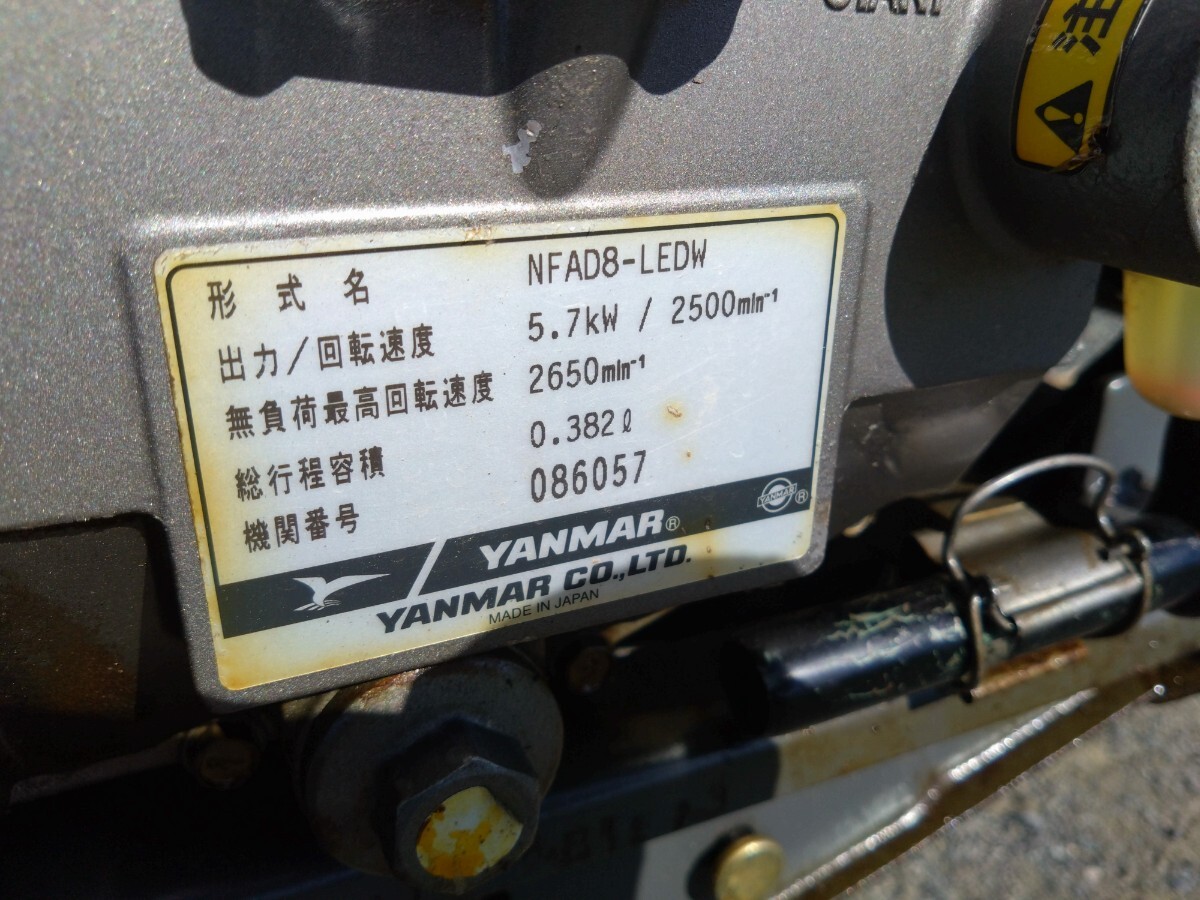 注
形式名 NFAD8-LEDW
出力/回転速度 5.7kW / 2500min⁻¹
無負荷最高回転速度 2650min⁻¹
総行程容積 0.382ℓ
機関番号 086057
YANMAR® YANMAR ®
YANMAR CO.,LTD.
MADE IN JAPAN